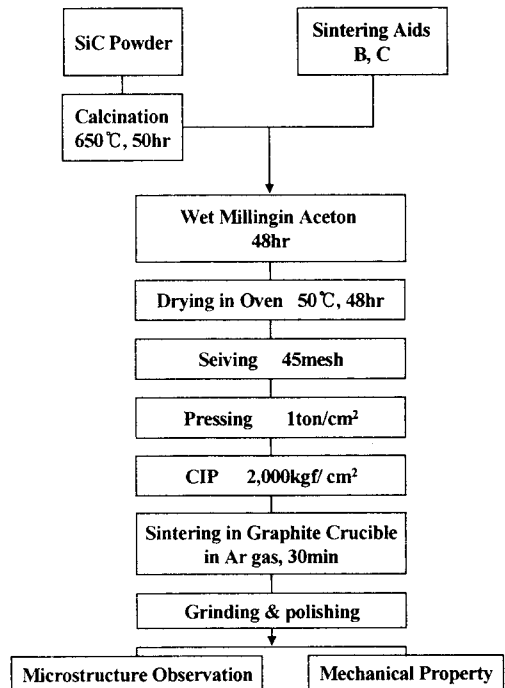 SiC Powder
Sintering Aids
B, C
Calcination
650℃, 50hr
Wet Millingin Aceton
48hr
Drying in Oven 50℃, 48hr
Seiving 45mesh
Pressing 1ton/cm²
CIP 2,000kgf/ cm²
Sintering in Graphite Crucible
in Ar gas, 30min
Grinding & polishing
Microstructure Observation
Mechanical Property